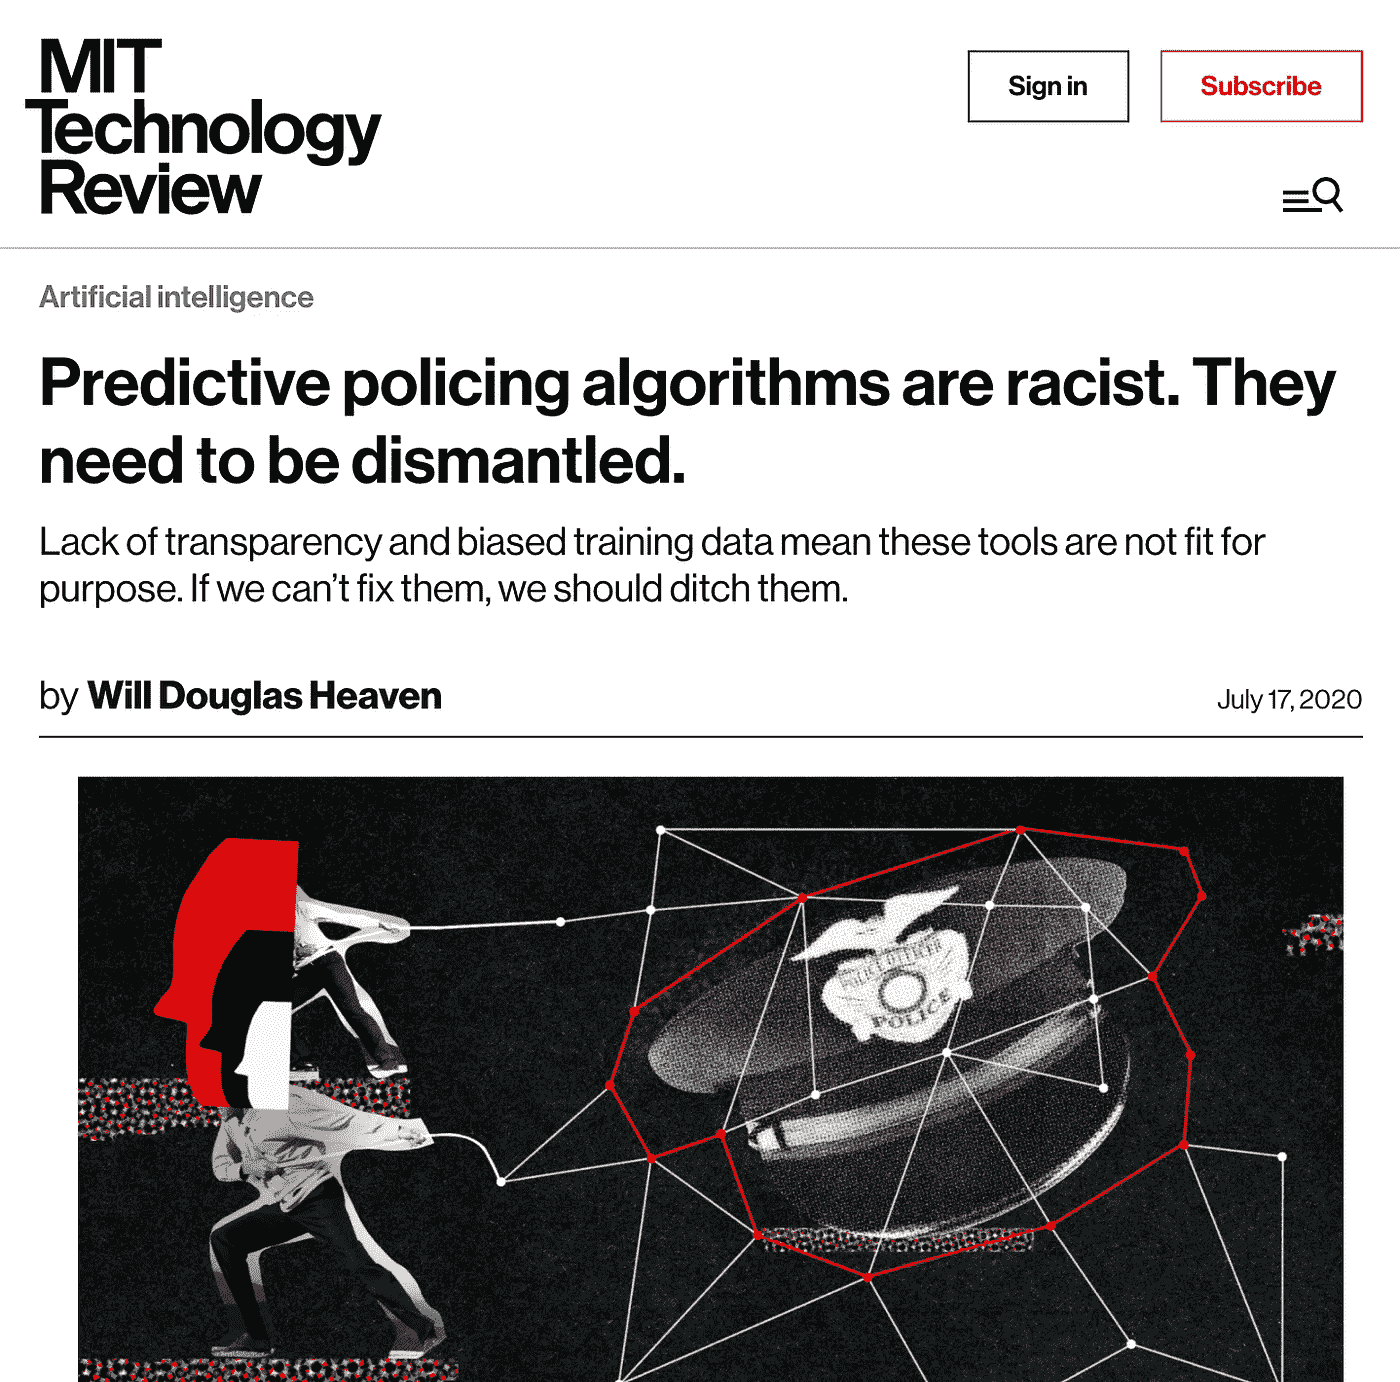 MIT
Technology
Review
Sign in
Subscribe
Artificial intelligence
Predictive policing algorithms are racist. They
need to be dismantled.
Lack of transparency and biased training data mean these tools are not fit for
purpose. If we can’t fix them, we should ditch them.
by Will Douglas Heaven
July 17, 2020
POLICE OFFICER
POLICE